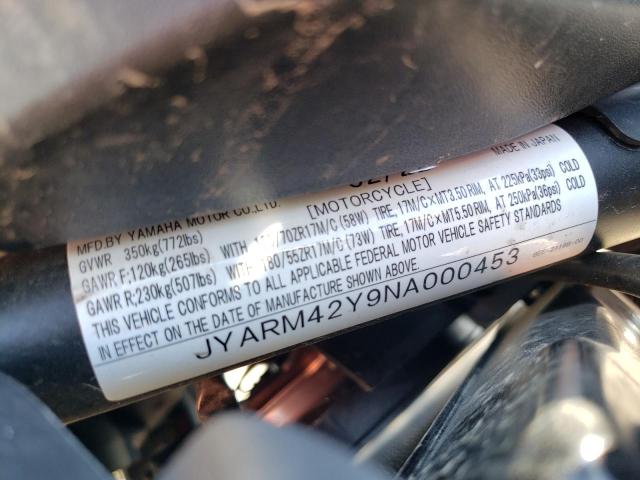 MFD.BY YAMAHA MOTOR CO.,LTD.
MADE IN JAPAN
[MOTORCYCLE]
GVWR 350kg(772lbs)
GAWR F:120kg(265lbs) WITH /70ZR17M/C (58W) TIRE, 17M/C×MT3.50 RIM, AT 225kPa(33psi) COLD
GAWR R:230kg(507lbs) WITH 180/55ZR17M/C (73W) TIRE, 17M/C×MT5.50 RIM, AT 250kPa(36psi) COLD
THIS VEHICLE CONFORMS TO ALL APPLICABLE FEDERAL MOTOR VEHICLE SAFETY STANDARDS
IN EFFECT ON THE DATE OF MANUFACTURE SHOWN ABOVE.
JYARM42Y9NA000453